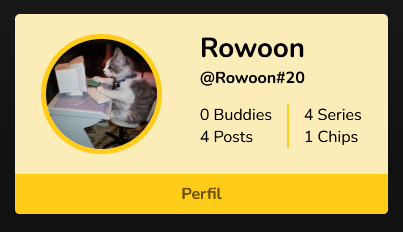 Rowoon
@Rowoon#20
0 Buddies
4 Posts
4 Series
1 Chips
Perfil